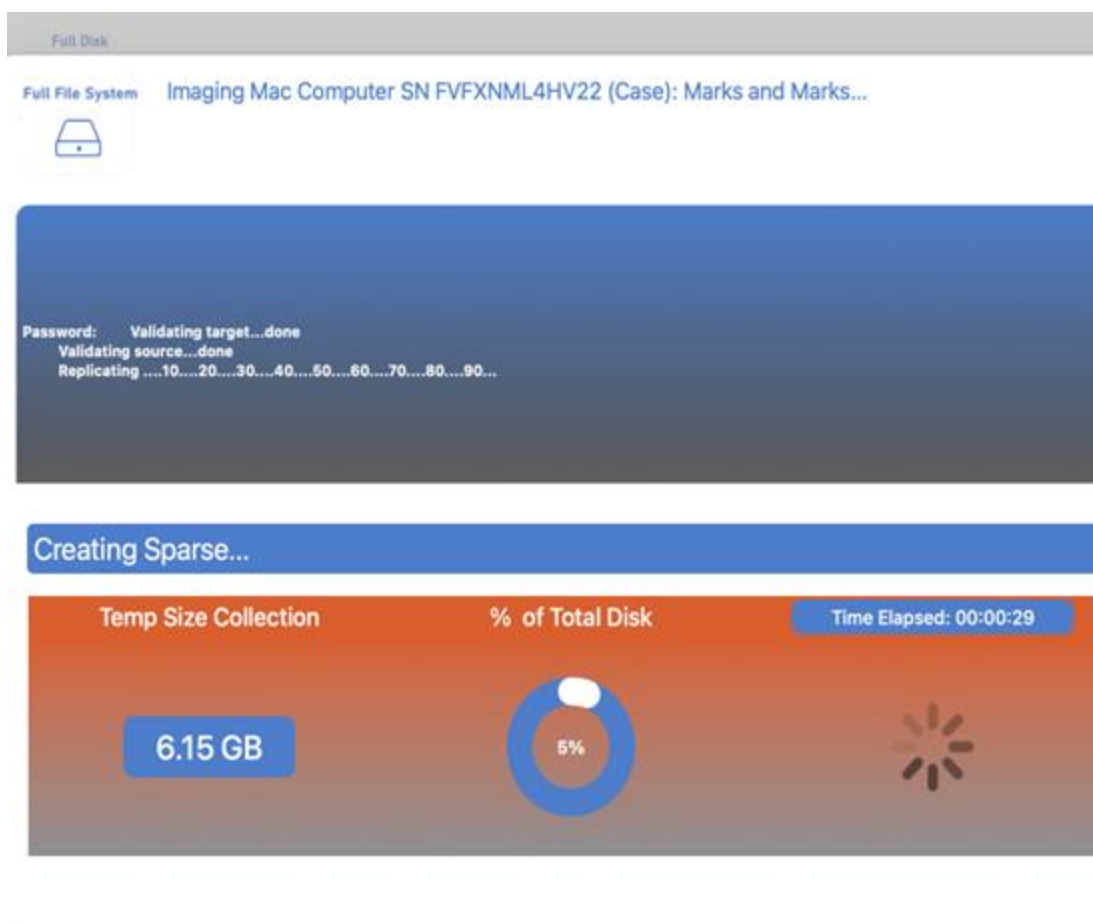 Full Disk
Full File System
Imaging Mac Computer SN FVFXNML4HV22 (Case): Marks and Marks...
Password: Validating target...done
Validating source...done
Replicating ....10....20....30....40....50....60....70....80....90...
Creating Sparse...
Temp Size Collection
% of Total Disk
Time Elapsed: 00:00:29
6.15 GB
5%